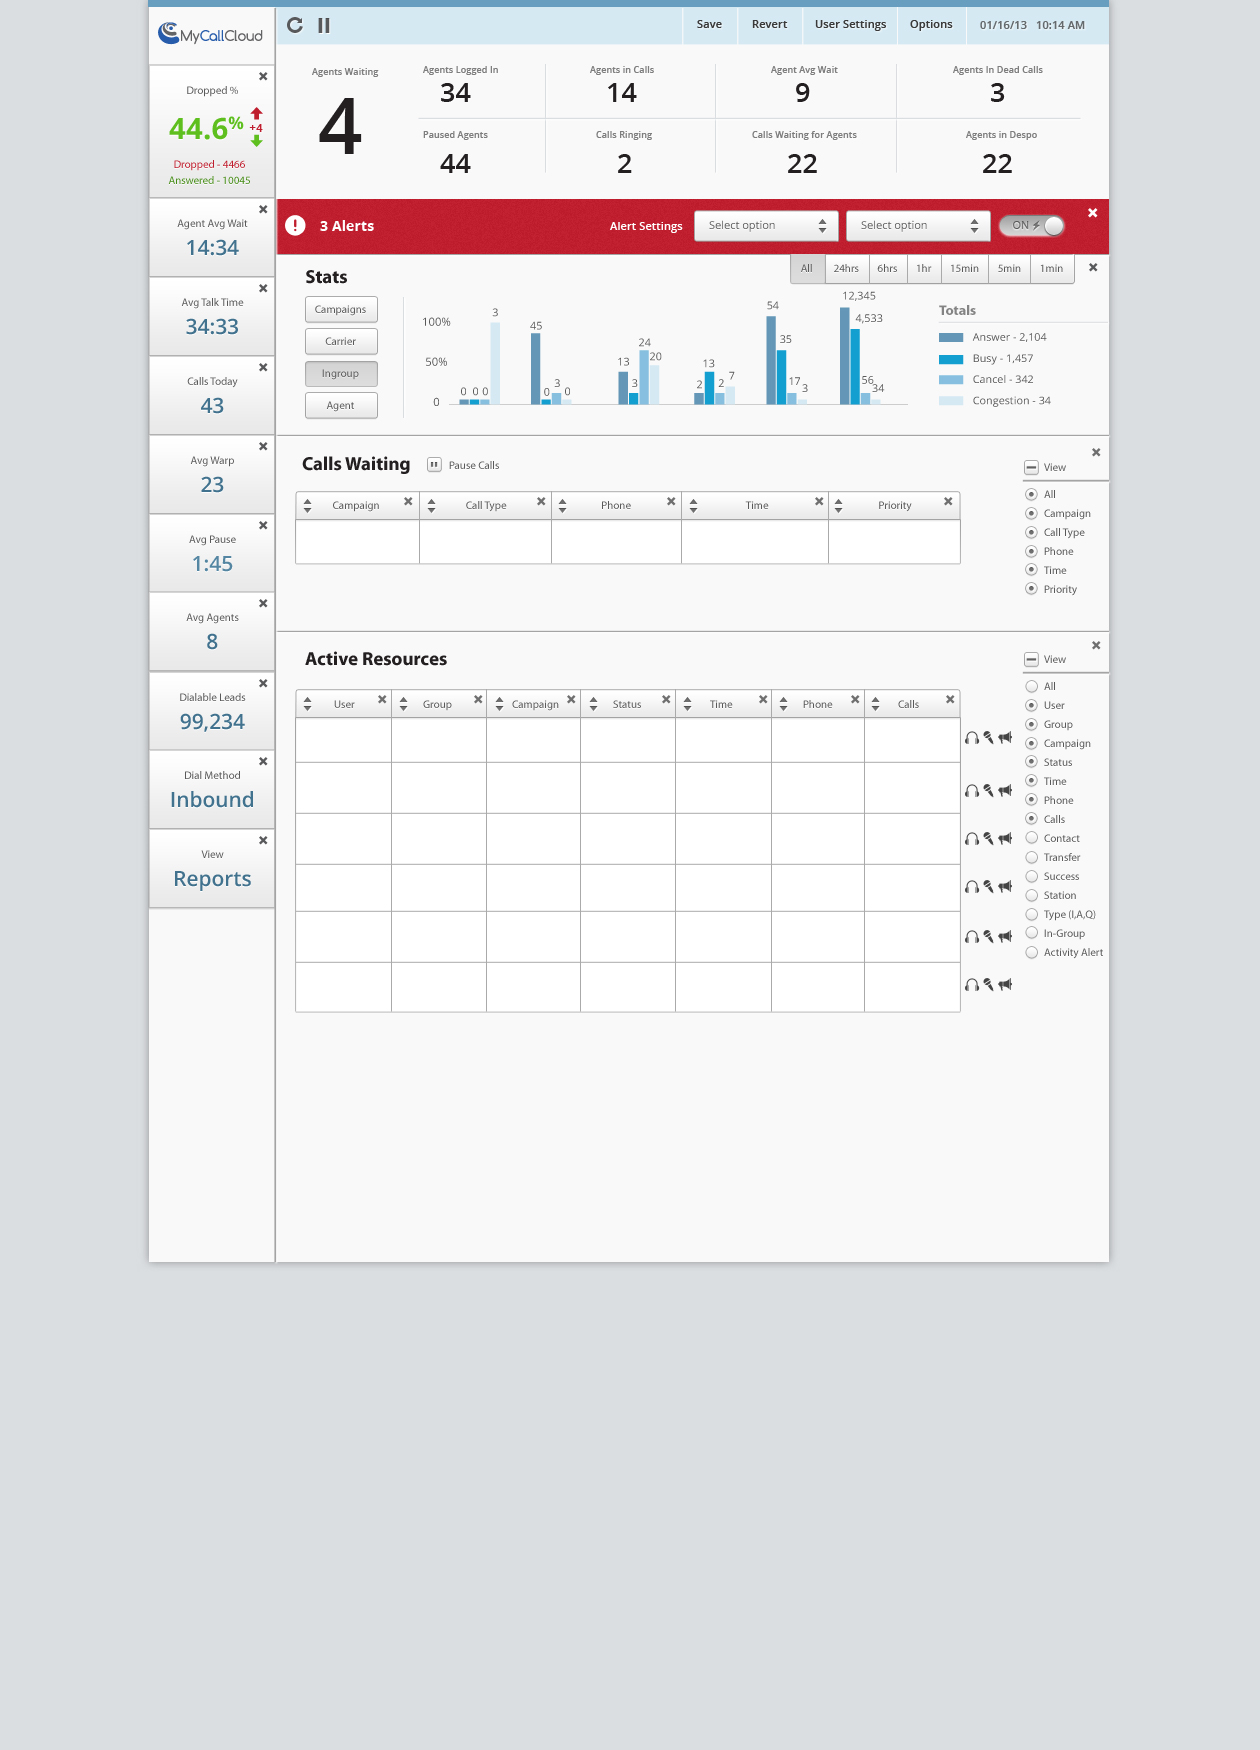 MyCallCloud
Save
Revert
User Settings
Options
01/16/13 10:14 AM
Dropped %
44.6%
+4
Dropped - 4466
Answered - 10045
Agent Avg Wait
14:34
Avg Talk Time
34:33
Calls Today
43
Avg Warp
23
Avg Pause
1:45
Avg Agents
8
Dialable Leads
99,234
Dial Method
Inbound
View
Reports
Agents Waiting
4
Agents Logged In
34
Agents in Calls
14
Agent Avg Wait
9
Agents In Dead Calls
3
Paused Agents
44
Calls Ringing
2
Calls Waiting for Agents
22
Agents in Despo
22
3 Alerts
Alert Settings
Select option
Select option
ON
Stats
All
24hrs
6hrs
1hr
15min
5min
1min
Campaigns
Carrier
Ingroup
Agent
100%
50%
0
0 0 0 3
45 0 3 0
13 3 24 20
2 13 2 7
54 35 17 3
12,345 4,533 56 34
Totals
Answer - 2,104
Busy - 1,457
Cancel - 342
Congestion - 34
Calls Waiting
Pause Calls
Campaign
Call Type
Phone
Time
Priority
View
All
Campaign
Call Type
Phone
Time
Priority
Active Resources
User
Group
Campaign
Status
Time
Phone
Calls
View
All
User
Group
Campaign
Status
Time
Phone
Calls
Contact
Transfer
Success
Station
Type (I,A,Q)
In-Group
Activity Alert